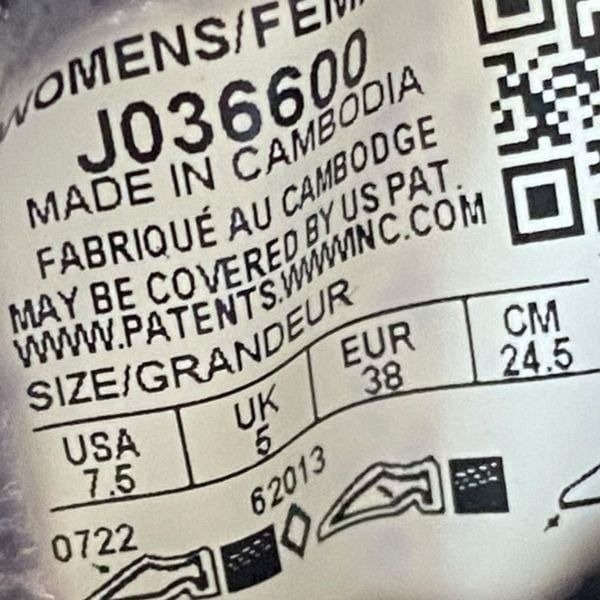 WOMENS/FEM
J036600
MADE IN CAMBODIA
FABRIQUÉ AU CAMBODGE
MAY BE COVERED BY US PAT.
WWW.PATENTS.WWWINC.COM
SIZE/GRANDEUR
USA UK EUR CM
7.5 5 38 24.5
62013
0722